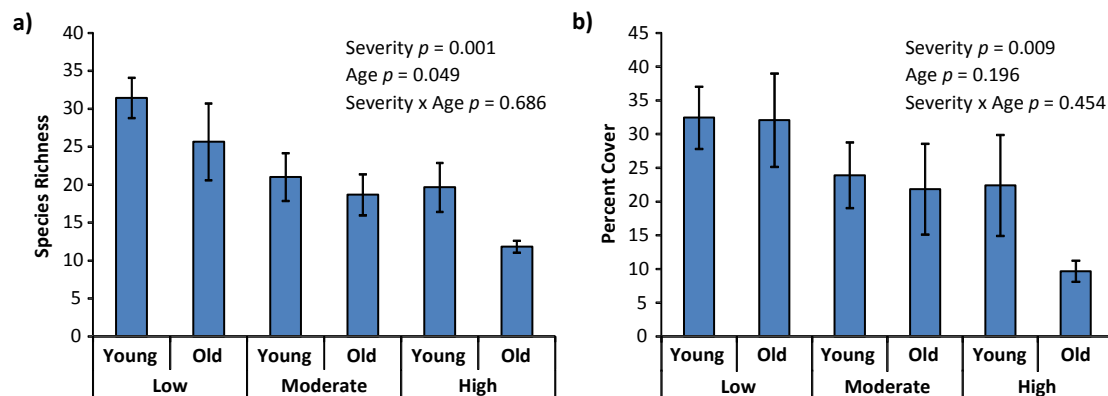 a)
Species Richness
40
35
30
25
20
15
10
5
0
Severity p = 0.001
Age p = 0.049
Severity x Age p = 0.686
Young Old Young Old Young Old
Low Moderate High
b)
Percent Cover
45
40
35
30
25
20
15
10
5
0
Severity p = 0.009
Age p = 0.196
Severity x Age p = 0.454
Young Old Young Old Young Old
Low Moderate High